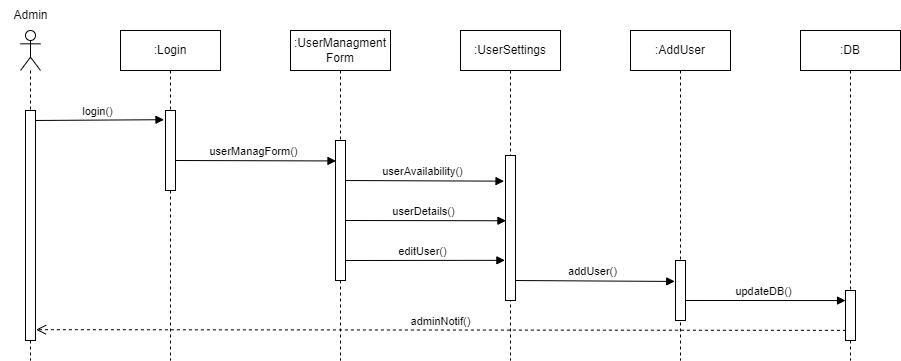 Admin
:Login
:UserManagment
Form
:UserSettings
:AddUser
:DB
login()
userManagForm()
userAvailability()
userDetails()
editUser()
addUser()
updateDB()
adminNotif()